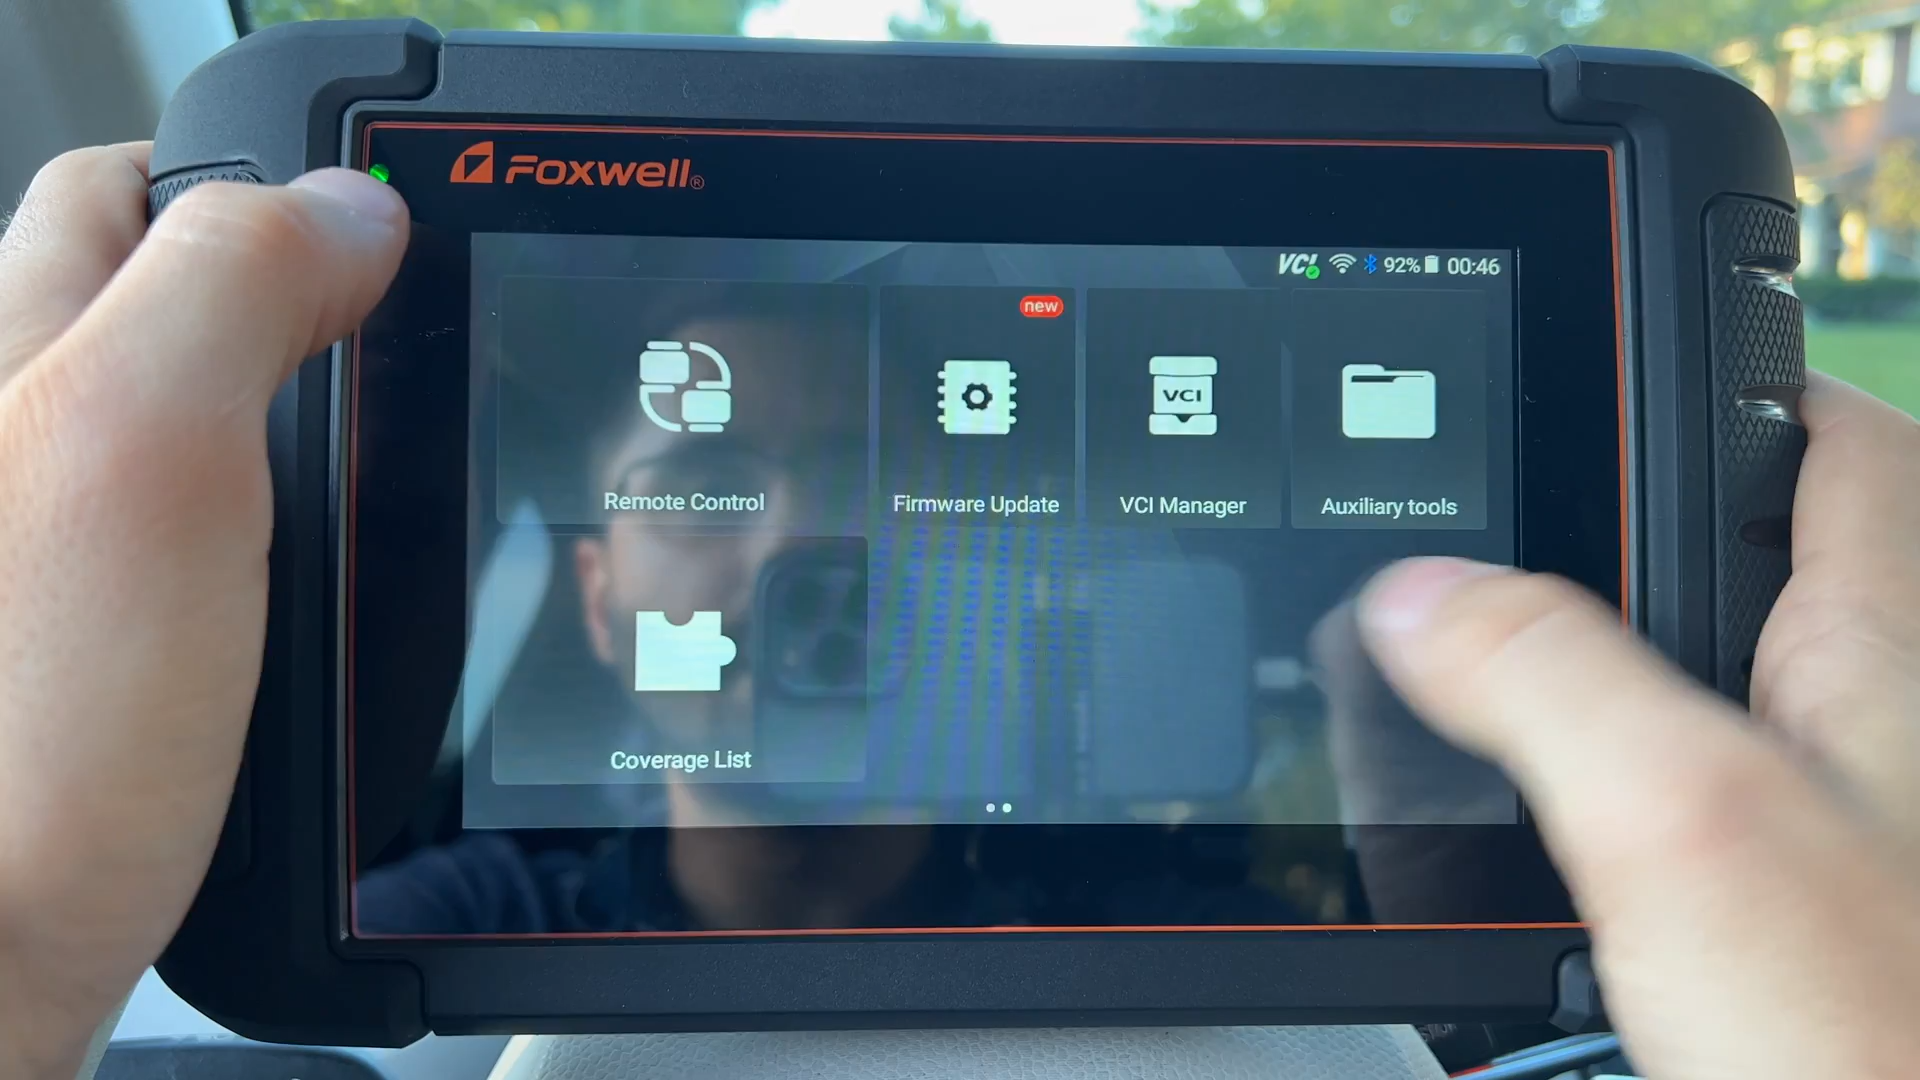 Foxwell®
VCI 92% 00:46
new
VCI
Remote Control
Firmware Update
VCI Manager
Auxiliary tools
Coverage List